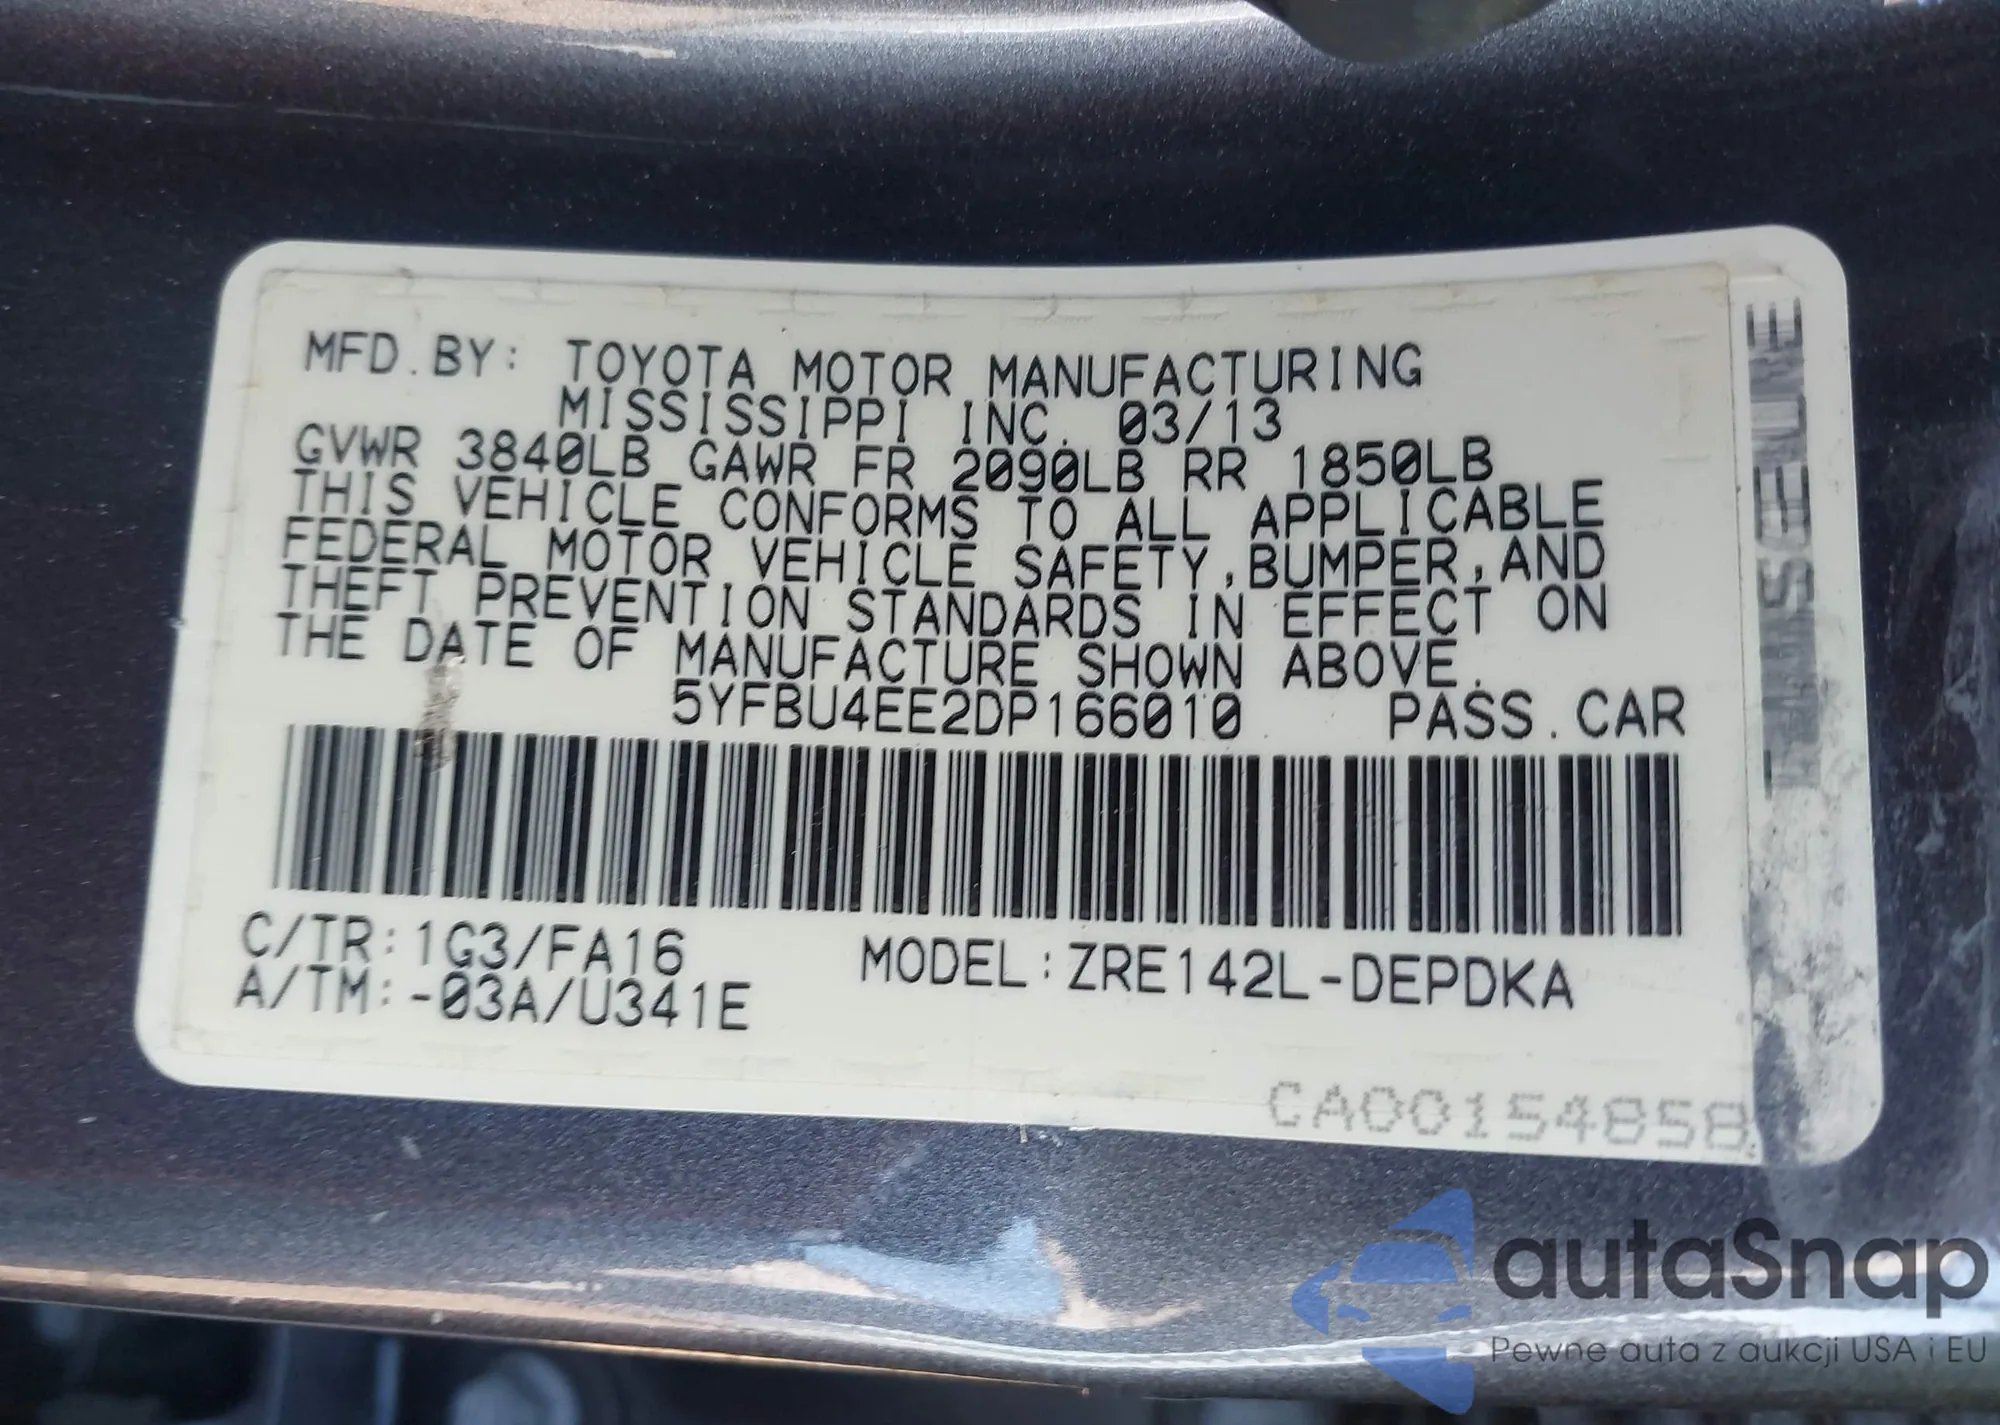 MFD.BY: TOYOTA MOTOR MANUFACTURING
MISSISSIPPI INC. 03/13
GVWR 3840LB GAWR FR 2090LB RR 1850LB
THIS VEHICLE CONFORMS TO ALL APPLICABLE
FEDERAL MOTOR VEHICLE SAFETY,BUMPER,AND
THEFT PREVENTION STANDARDS IN EFFECT ON
THE DATE OF MANUFACTURE SHOWN ABOVE.
5YFBU4EE2DP166010 PASS.CAR
C/TR:1G3/FA16 MODEL:ZRE142L-DEPDKA
A/TM:-03A/U341E
CA00154858
autaSnap
Pewne auta z aukcji USA i EU